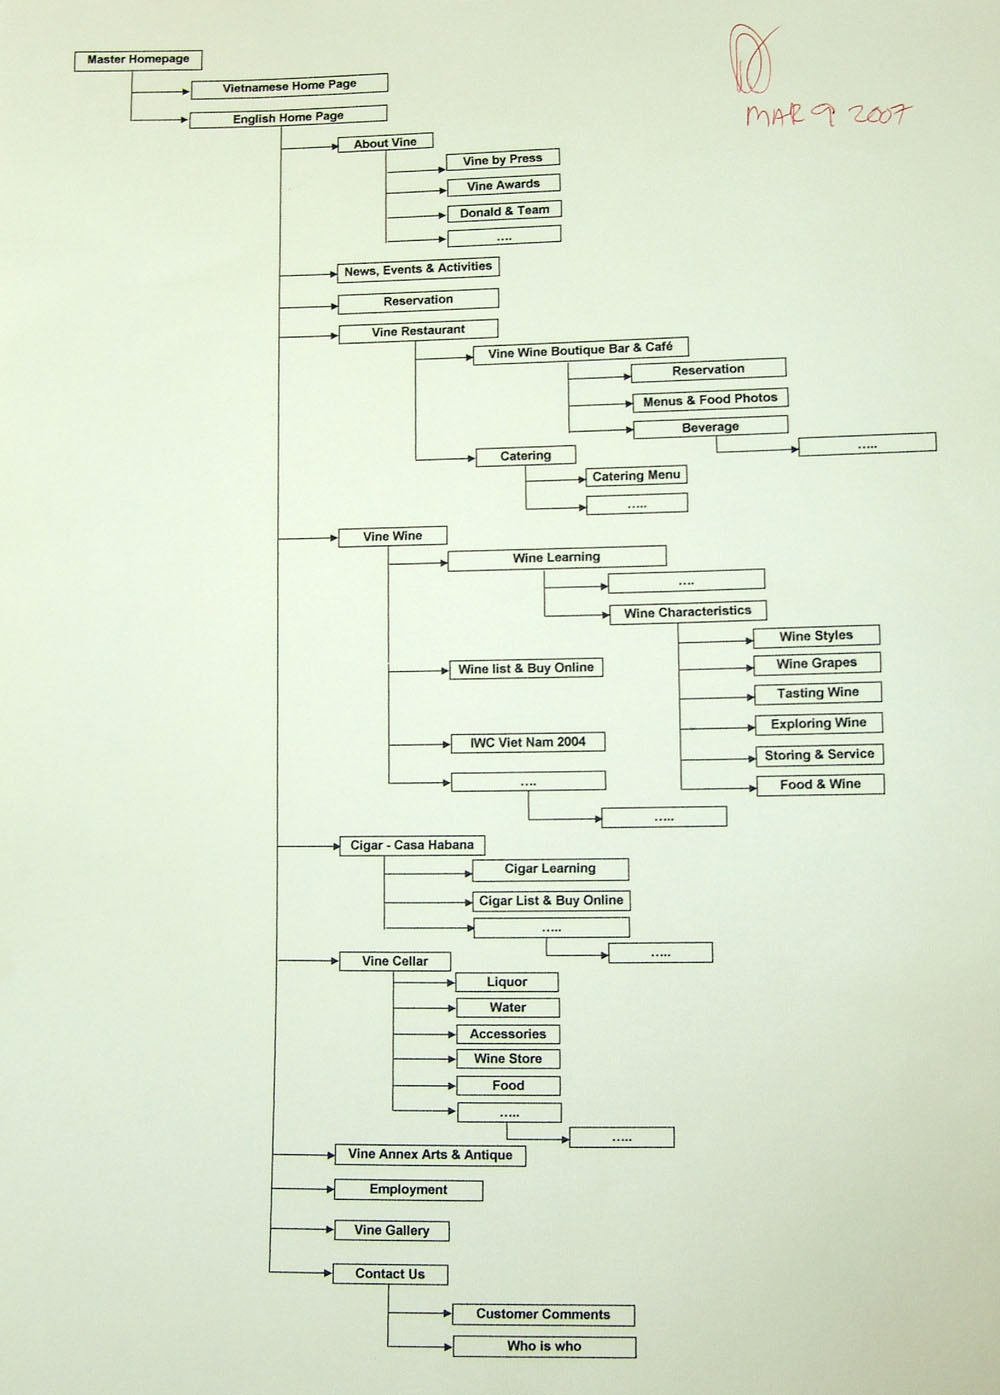 MAR 9 2007
Master Homepage
Vietnamese Home Page
English Home Page
About Vine
Vine by Press
Vine Awards
Donald & Team
....
News, Events & Activities
Reservation
Vine Restaurant
Vine Wine Boutique Bar & Café
Reservation
Menus & Food Photos
Beverage
.....
Catering
Catering Menu
.....
Vine Wine
Wine Learning
....
Wine Characteristics
Wine Styles
Wine Grapes
Tasting Wine
Exploring Wine
Storing & Service
Food & Wine
Wine list & Buy Online
IWC Viet Nam 2004
....
.....
Cigar - Casa Habana
Cigar Learning
Cigar List & Buy Online
.....
.....
Vine Cellar
Liquor
Water
Accessories
Wine Store
Food
.....
.....
Vine Annex Arts & Antique
Employment
Vine Gallery
Contact Us
Customer Comments
Who is who